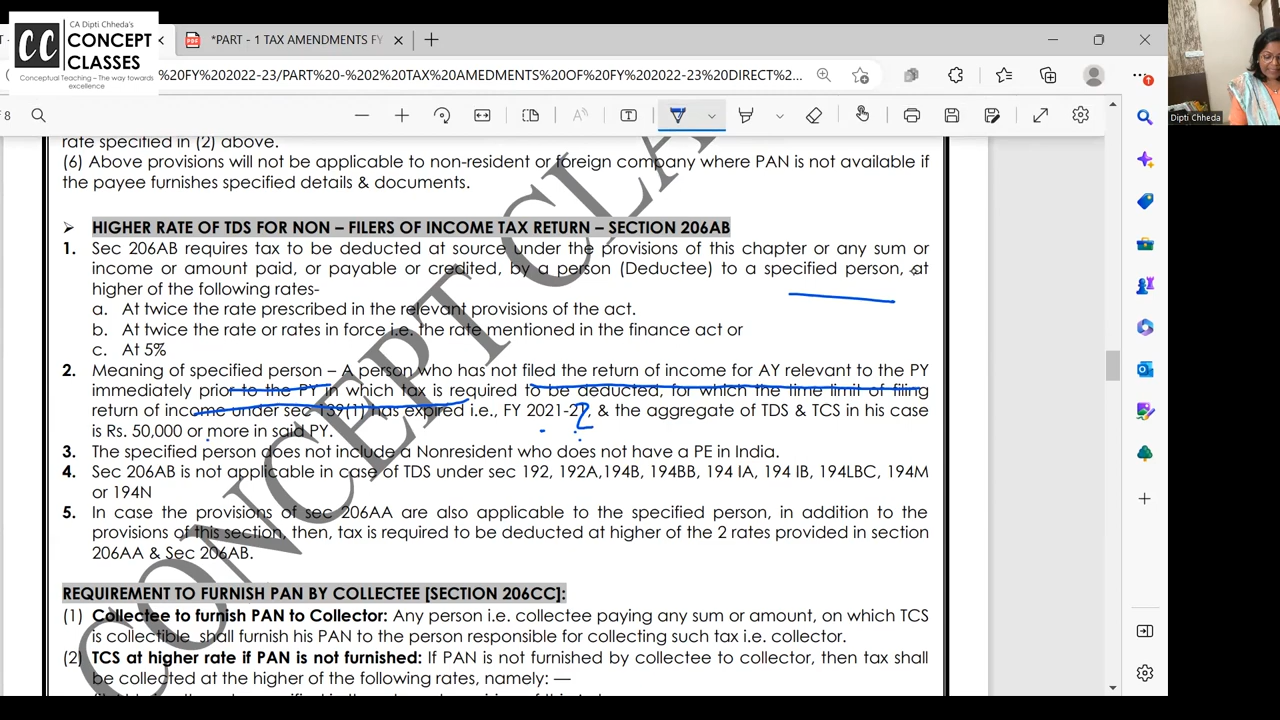 CA Dipti Chheda's
CC CONCEPT
CLASSES
Conceptual Teaching – The way towards
excellence
*PART - 1 TAX AMENDMENTS FY
%20FY%202022-23/PART%20-%202%20TAX%20AMEDMENTS%20OF%20FY%202022-23%20DIRECT%2...
Dipti Chheda
8
rate specified in (2) above.
(6) Above provisions will not be applicable to non-resident or foreign company where PAN is not available if
the payee furnishes specified details & documents.
➢ HIGHER RATE OF TDS FOR NON – FILERS OF INCOME TAX RETURN – SECTION 206AB
1. Sec 206AB requires tax to be deducted at source under the provisions of this chapter or any sum or
income or amount paid, or payable or credited, by a person (Deductee) to a specified person, at
higher of the following rates-
a. At twice the rate prescribed in the relevant provisions of the act.
b. At twice the rate or rates in force i.e. the rate mentioned in the finance act or
c. At 5%
2. Meaning of specified person – A person who has not filed the return of income for AY relevant to the PY
immediately prior to the PY in which tax is required to be deducted, for which the time limit of filing
return of income under sec 139(1) has expired i.e., FY 2021-22, & the aggregate of TDS & TCS in his case
is Rs. 50,000 or more in said PY.
3. The specified person does not include a Nonresident who does not have a PE in India.
4. Sec 206AB is not applicable in case of TDS under sec 192, 192A,194B, 194BB, 194 IA, 194 IB, 194LBC, 194M
or 194N
5. In case the provisions of sec 206AA are also applicable to the specified person, in addition to the
provisions of this section, then, tax is required to be deducted at higher of the 2 rates provided in section
206AA & Sec 206AB.
REQUIREMENT TO FURNISH PAN BY COLLECTEE [SECTION 206CC]:
(1) Collectee to furnish PAN to Collector: Any person i.e. collectee paying any sum or amount, on which TCS
is collectible shall furnish his PAN to the person responsible for collecting such tax i.e. collector.
(2) TCS at higher rate if PAN is not furnished: If PAN is not furnished by collectee to collector, then tax shall
be collected at the higher of the following rates, namely: —
CONCEPT CLA